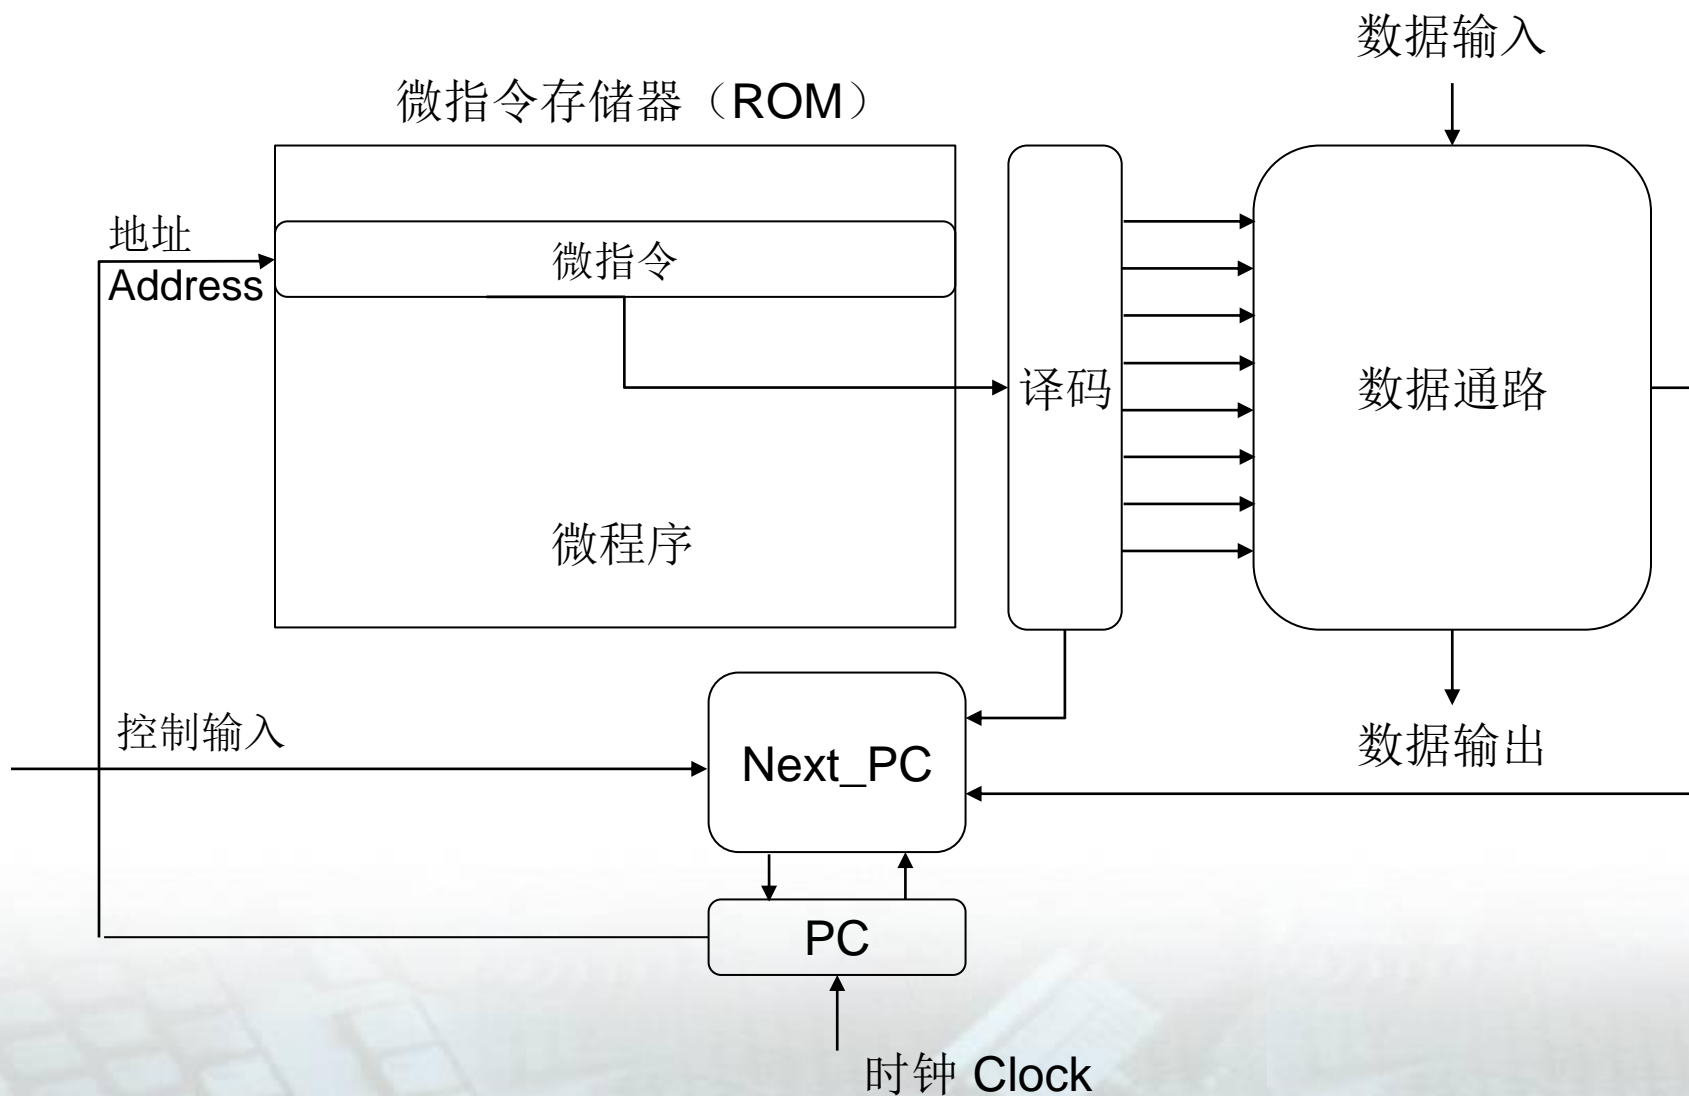 数据输入
微指令存储器（ROM）
地址
Address
微指令
译码
数据通路
微程序
控制输入
Next_PC
数据输出
PC
时钟 Clock